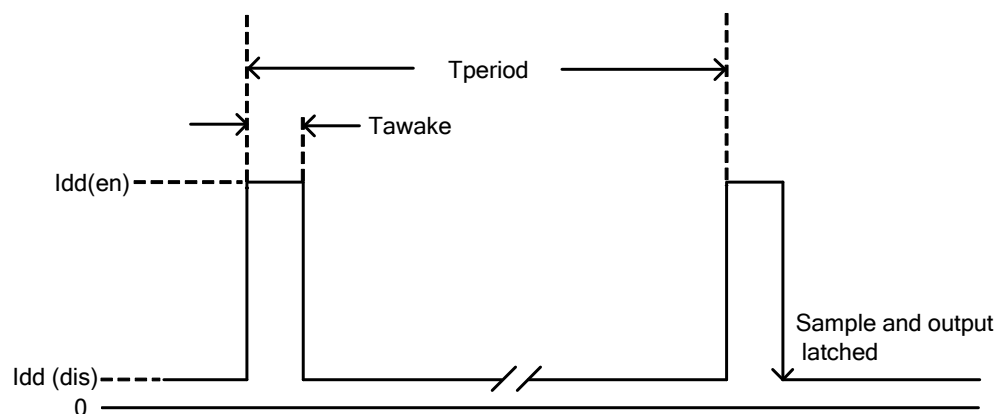 Tperiod
Tawake
Idd(en)
Sample and output
latched
Idd (dis)
0